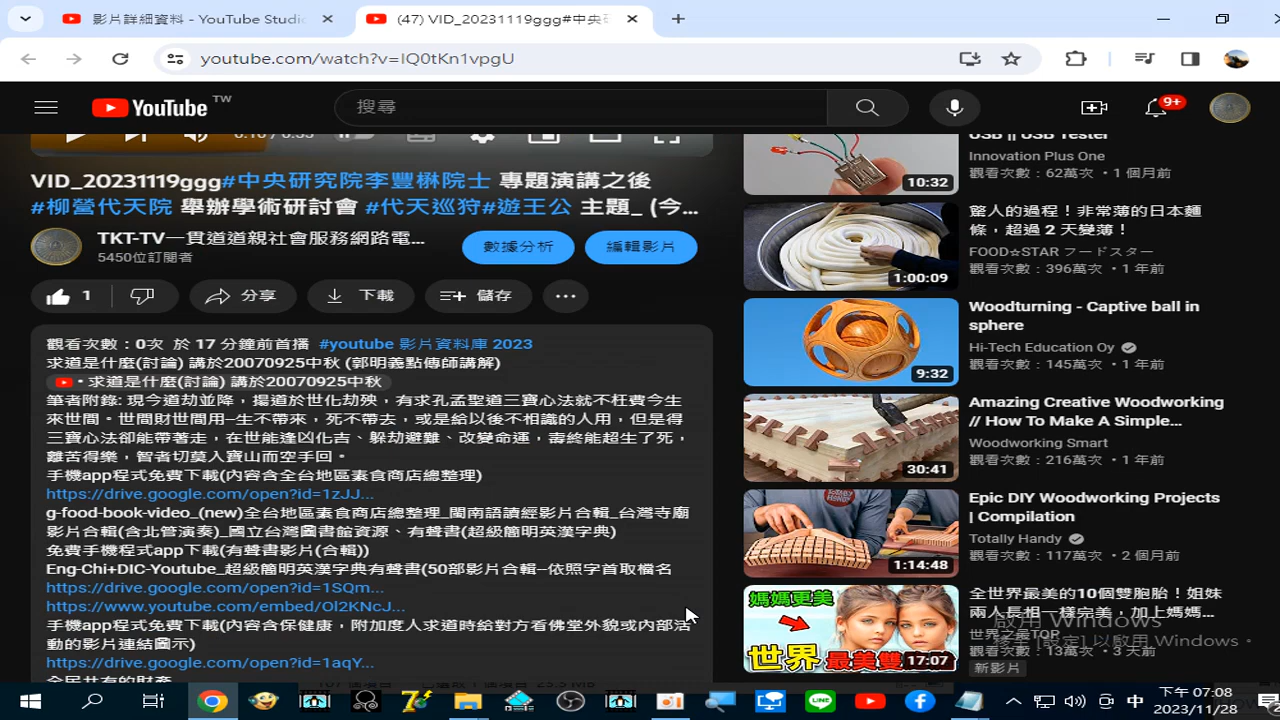 影片詳細資料 - YouTube Studio
(47) VID_20231119ggg#中央研
youtube.com/watch?v=IQ0tKn1vpgU
YouTube TW
搜尋
9+
VID_20231119ggg#中央研究院李豐楙院士 專題演講之後
#柳營代天院 舉辦學術研討會 #代天巡狩#遊王公 主題_ (今...
TKT-TV一貫道道親社會服務網路電...
5450位訂閱者
數據分析
編輯影片
1
分享
下載
儲存
觀看次數：0次 於 17 分鐘前首播 #youtube 影片資料庫 2023
求道是什麼(討論) 講於20070925中秋 (郭明義點傳師講解)
• 求道是什麼(討論) 講於20070925中秋
筆者附錄: 現今道劫並降，揚道於世化劫殃，有求孔孟聖道三寶心法就不枉費今生
來世間。世間財世間用─生不帶來，死不帶去，或是給以後不相識的人用，但是得
三寶心法卻能帶著走，在世能逢凶化吉、躲劫避難、改變命運，壽終能超生了死，
離苦得樂，智者切莫入寶山而空手回。
手機app程式免費下載(內容含全台地區素食商店總整理)
https://drive.google.com/open?id=1zJJ...
g-food-book-video_(new)全台地區素食商店總整理_閩南語讀經影片合輯_台灣寺廟
影片合輯(含北管演奏)_國立台灣圖書館資源、有聲書(超級簡明英漢字典)
免費手機程式app下載(有聲書影片(合輯))
Eng-Chi+DIC-Youtube_超級簡明英漢字典有聲書(50部影片合輯--依照字首取檔名
https://drive.google.com/open?id=1SQm...
https://www.youtube.com/embed/Ol2KNcJ...
手機app程式免費下載(內容含保健康，附加度人求道時給對方看佛堂外貌或內部活
動的影片連結圖示)
https://drive.google.com/open?id=1aqY...
全民共有的財產
USB || USB Tester
Innovation Plus One
觀看次數：62萬次 • 1 個月前
10:32
驚人的過程！非常薄的日本麵
條，超過 2 天變薄！
FOOD☆STAR フードスター
觀看次數：396萬次 • 1 年前
1:00:09
Woodturning - Captive ball in
sphere
Hi-Tech Education Oy
觀看次數：145萬次 • 1 年前
9:32
Amazing Creative Woodworking
// How To Make A Simple...
Woodworking Smart
觀看次數：216萬次 • 1 年前
30:41
Epic DIY Woodworking Projects
| Compilation
Totally Handy
觀看次數：117萬次 • 2 個月前
1:14:48
媽媽更美
世界最美雙
17:07
全世界最美的10個雙胞胎！姐妹
兩人長相一樣完美，加上媽媽...
世界之最TOP
觀看次數：13萬次 • 3 天前
新影片
啟用 Windows
移至 [設定] 以啟用 Windows。
中
下午 07:08
2023/11/28